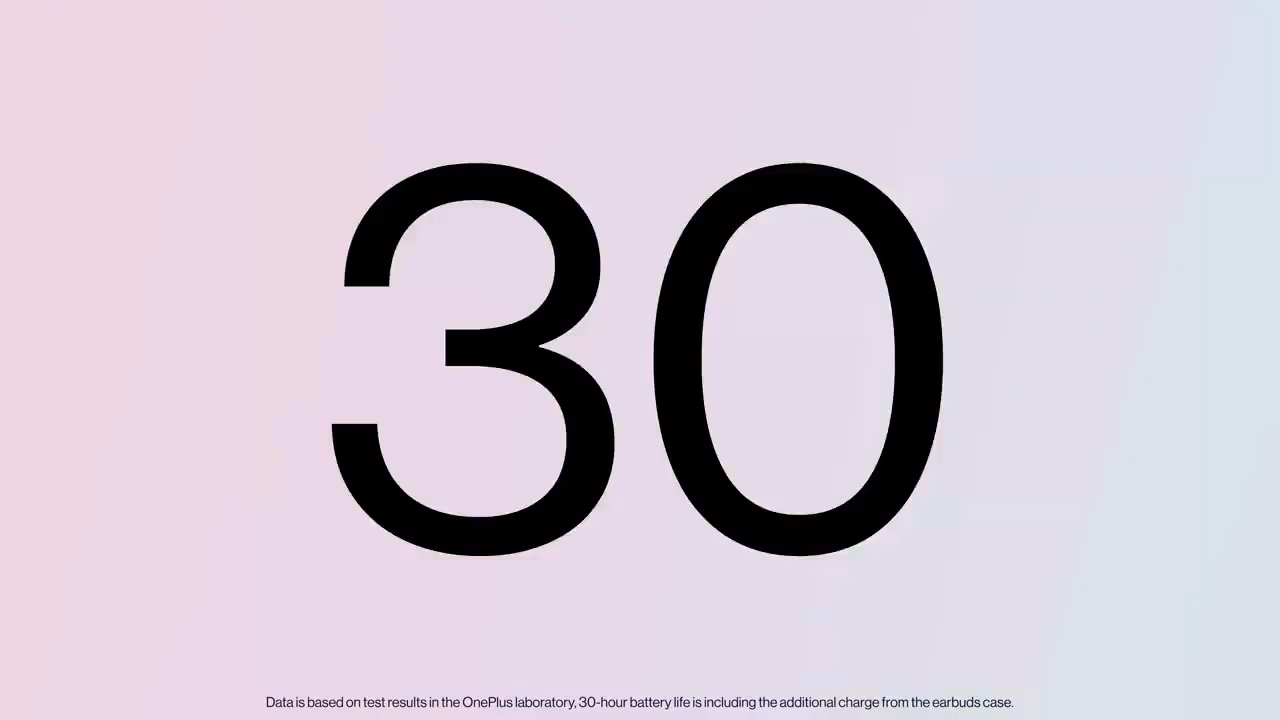 30
Data is based on test results in the OnePlus laboratory, 30-hour battery life is including the additional charge from the earbuds case.